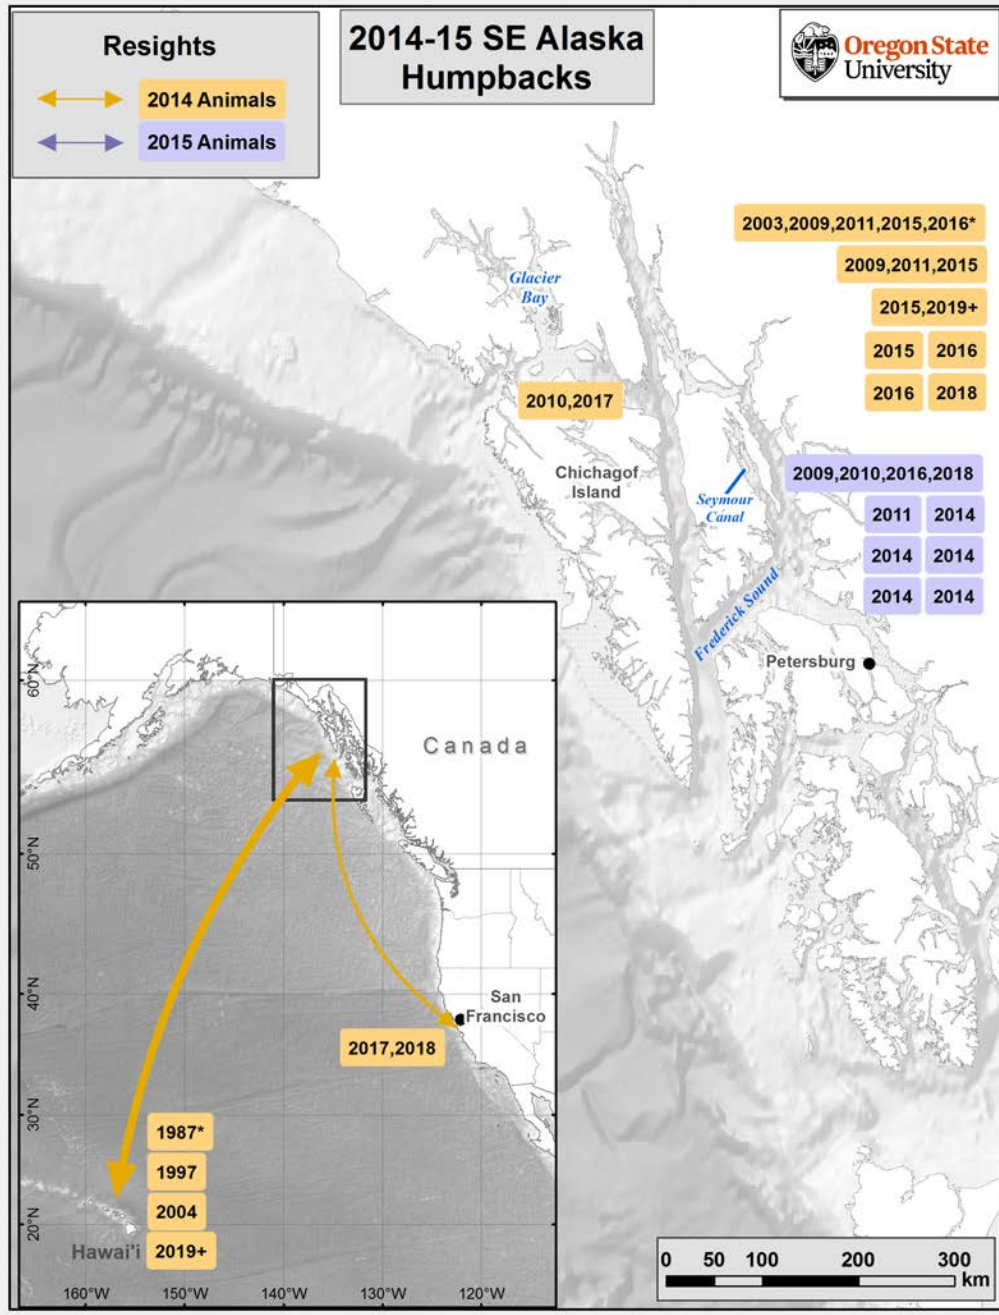 Resights
2014 Animals
2015 Animals
2014-15 SE Alaska
Humpbacks
Oregon State
University
2003,2009,2011,2015,2016*
2009,2011,2015
2015,2019+
2015 2016
2016 2018
Glacier
Bay
2010,2017
Chichagof
Island
Seymour
Canal
2009,2010,2016,2018
2011 2014
2014 2014
2014 2014
Frederick Sound
Petersburg
60°N
Canada
50°N
40°N
San
Francisco
2017,2018
30°N
1987*
1997
2004
20°N
Hawai'i 2019+
160°W 150°W 140°W 130°W 120°W
0 50 100 200 300
km